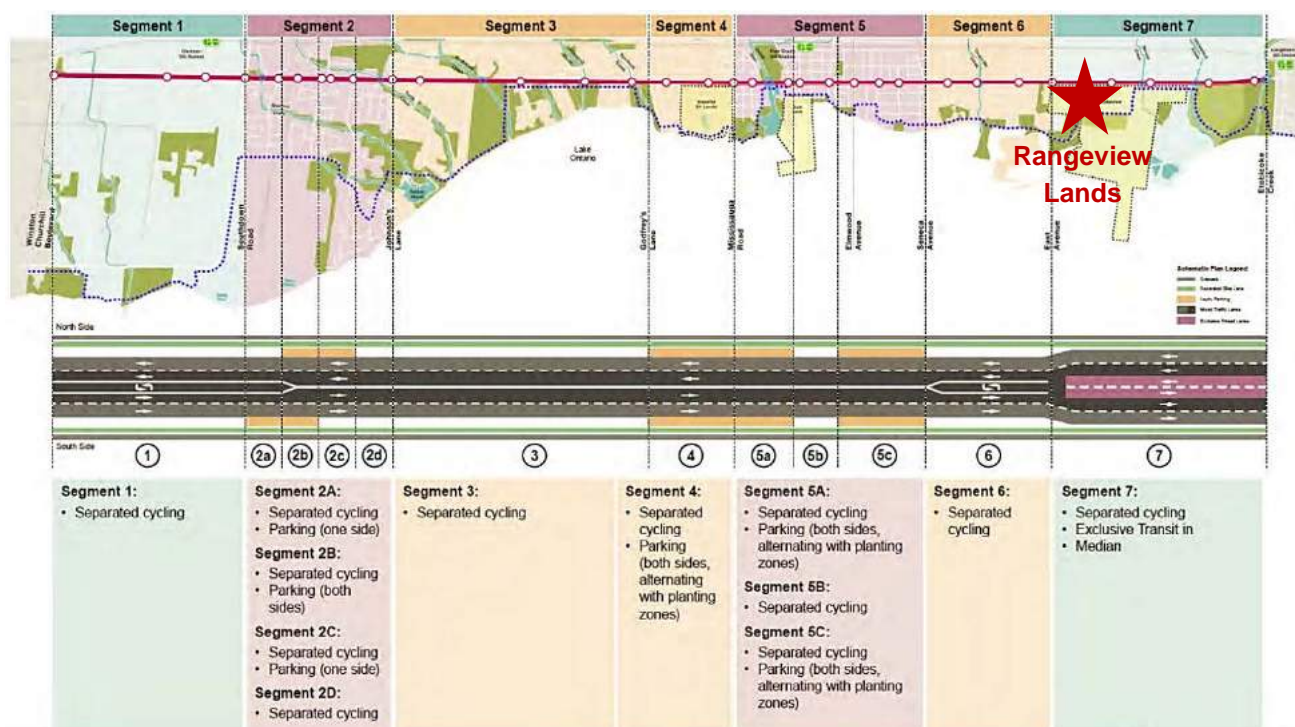 Segment 1
Segment 2
Segment 3
Segment 4
Segment 5
Segment 6
Segment 7
Lake
Ontario
Rangeview
Lands
Winston
Churchill
Boulevard
Southdown
Road
Johnson's
Lane
Godfrey's
Lane
Mississauga
Road
Elmwood
Avenue
Seneca
Avenue
East
Avenue
Etobicoke
Creek
Schematic Plan Legend
North Side
South Side
1
2a
2b
2c
2d
3
4
5a
5b
5c
6
7
Segment 1:
• Separated cycling
Segment 2A:
• Separated cycling
• Parking (one side)
Segment 2B:
• Separated cycling
• Parking (both
sides)
Segment 2C:
• Separated cycling
• Parking (one side)
Segment 2D:
• Separated cycling
Segment 3:
• Separated cycling
Segment 4:
• Separated
cycling
• Parking
(both sides,
alternating
with planting
zones)
Segment 5A:
• Separated cycling
• Parking (both sides,
alternating with planting
zones)
Segment 5B:
• Separated cycling
Segment 5C:
• Separated cycling
• Parking (both sides,
alternating with planting
zones)
Segment 6:
• Separated
cycling
Segment 7:
• Separated cycling
• Exclusive Transit in
• Median